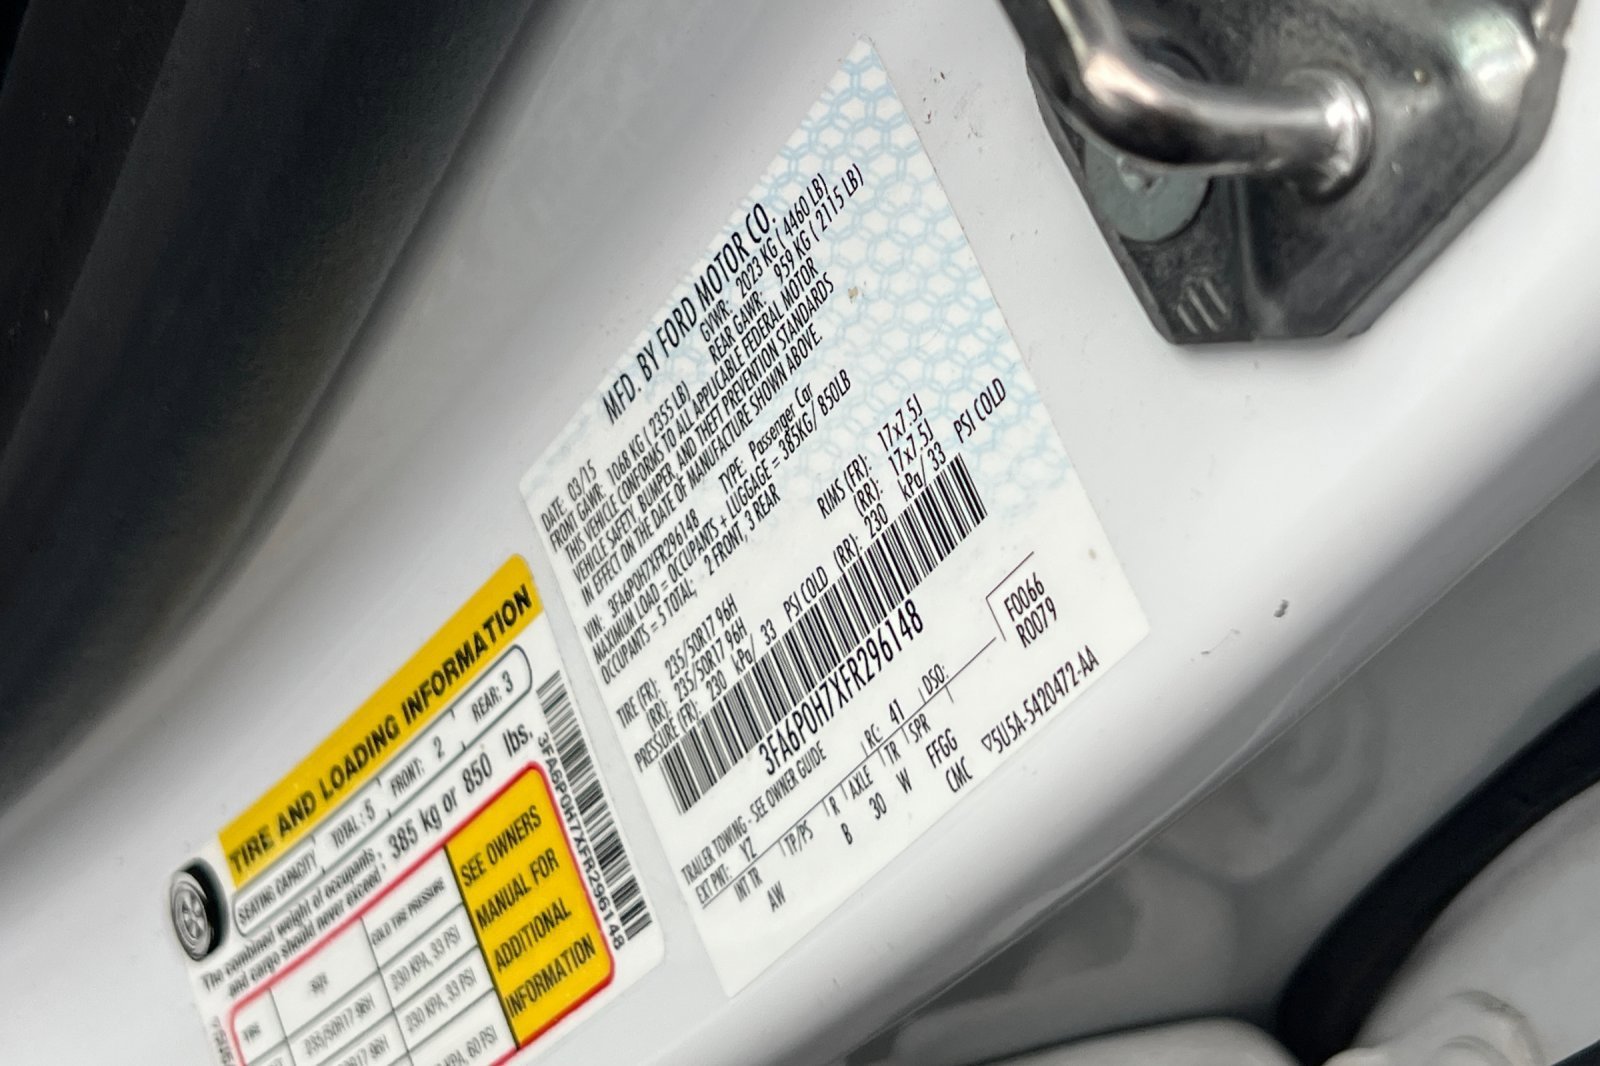 MFD. BY FORD MOTOR CO.
DATE: 03/15 GVWR: 2023 KG ( 4460 LB)
FRONT GAWR: 1068 KG ( 2355 LB) REAR GAWR: 959 KG ( 2115 LB)
THIS VEHICLE CONFORMS TO ALL APPLICABLE FEDERAL MOTOR
VEHICLE SAFETY, BUMPER, AND THEFT PREVENTION STANDARDS
IN EFFECT ON THE DATE OF MANUFACTURE SHOWN ABOVE.
VIN: 3FA6P0H7XFR296148 TYPE: Passenger Car
MAXIMUM LOAD = OCCUPANTS + LUGGAGE = 385KG/ 850LB
OCCUPANTS = 5 TOTAL; 2 FRONT, 3 REAR
TIRE (FR): 235/50R17 96H RIMS (FR): 17x7.5J
(RR): 235/50R17 96H (RR): 17x7.5J
PRESSURE (FR): 230 kPa/ 33 PSI COLD (RR): 230 kPa/ 33 PSI COLD
3FA6P0H7XFR296148
TRAILER TOWING - SEE OWNER GUIDE
F0066
R0079
EXT PNT: YZ RC: 41 DSO:
INT TR TP/PS R AXLE TR SPR
AW B 30 W FFGG
CMC ▽5U5A-5420472-AA
TIRE AND LOADING INFORMATION
SEATING CAPACITY TOTAL: 5 FRONT: 2 REAR: 3
The combined weight of occupants
and cargo should never exceed: 385 kg or 850 lbs.
TIRE SIZE COLD TIRE PRESSURE
235/50R17 96H 230 KPA, 33 PSI
230 KPA, 33 PSI
KPA, 60 PSI
SEE OWNERS
MANUAL FOR
ADDITIONAL
INFORMATION
3FA6P0H7XFR296148